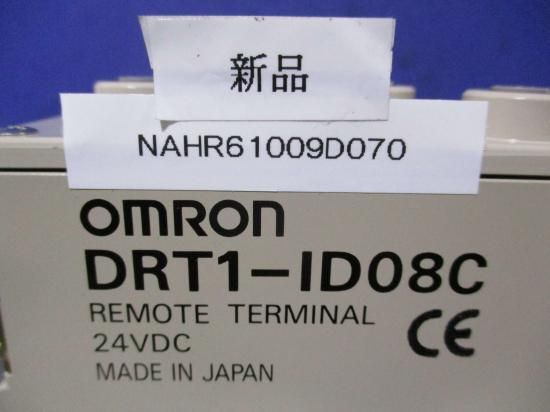 新品
NAHR61009D070
OMRON
DRT1-ID08C
REMOTE TERMINAL
24VDC
CE
MADE IN JAPAN